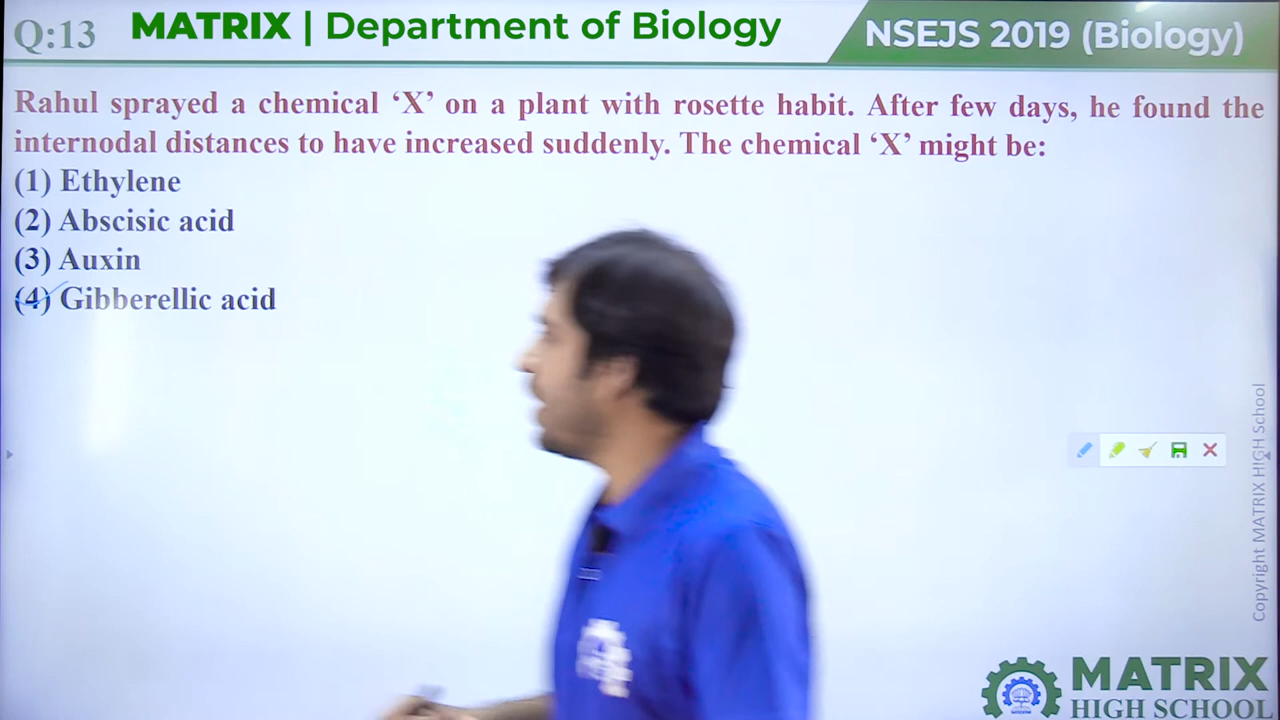 Q:13 MATRIX | Department of Biology NSEJS 2019 (Biology)
Rahul sprayed a chemical ‘X’ on a plant with rosette habit. After few days, he found the
internodal distances to have increased suddenly. The chemical ‘X’ might be:
(1) Ethylene
(2) Abscisic acid
(3) Auxin
(4) Gibberellic acid
Copyright MATRIX HIGH School
MATRIX
HIGH SCHOOL